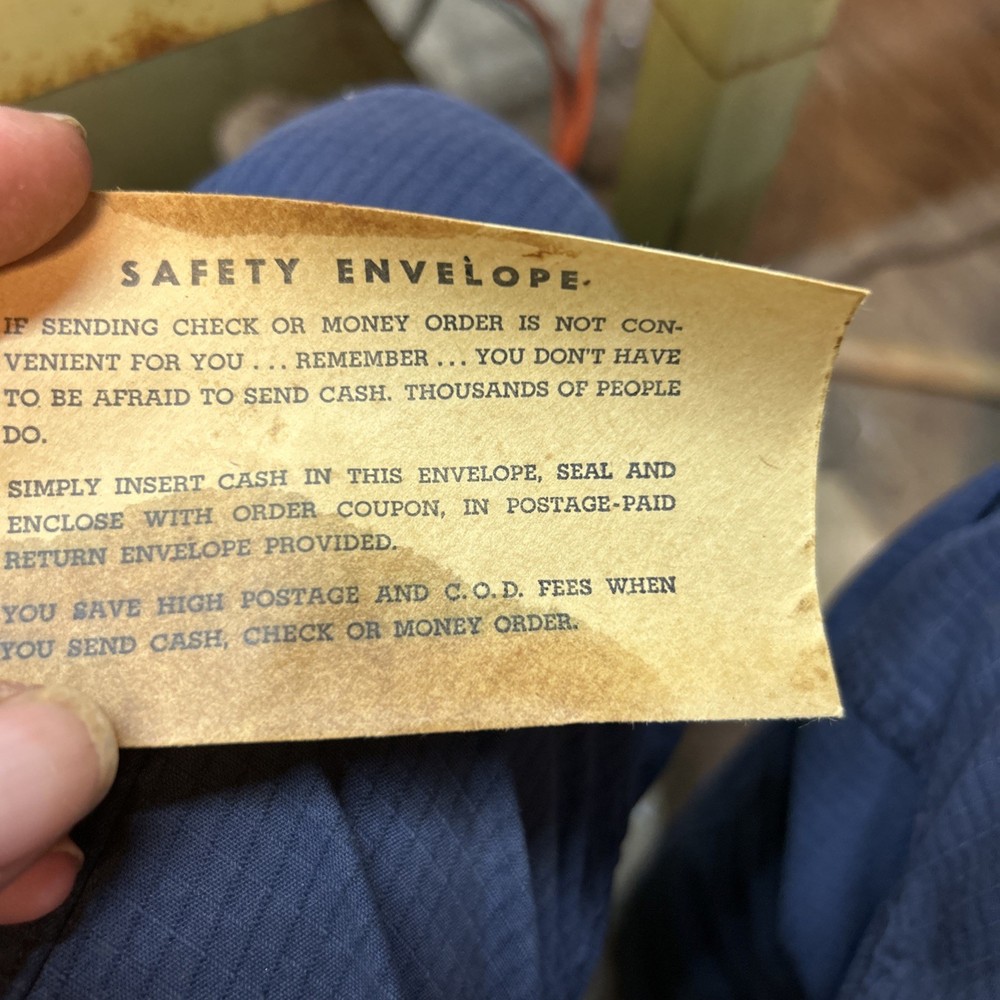 SAFETY ENVELOPE.
IF SENDING CHECK OR MONEY ORDER IS NOT CON-
VENIENT FOR YOU ... REMEMBER ... YOU DON'T HAVE
TO BE AFRAID TO SEND CASH. THOUSANDS OF PEOPLE
DO.
SIMPLY INSERT CASH IN THIS ENVELOPE, SEAL AND
ENCLOSE WITH ORDER COUPON, IN POSTAGE-PAID
RETURN ENVELOPE PROVIDED.
YOU SAVE HIGH POSTAGE AND C.O.D. FEES WHEN
YOU SEND CASH, CHECK OR MONEY ORDER.